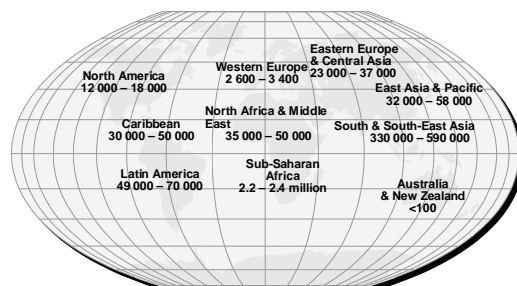 Eastern Europe
& Central Asia
23 000 – 37 000
Western Europe
2 600 – 3 400
North America
12 000 – 18 000
East Asia & Pacific
32 000 – 58 000
North Africa & Middle
East
35 000 – 50 000
Caribbean
30 000 – 50 000
South & South-East Asia
330 000 – 590 000
Sub-Saharan
Africa
2.2 – 2.4 million
Latin America
49 000 – 70 000
Australia
& New Zealand
<100